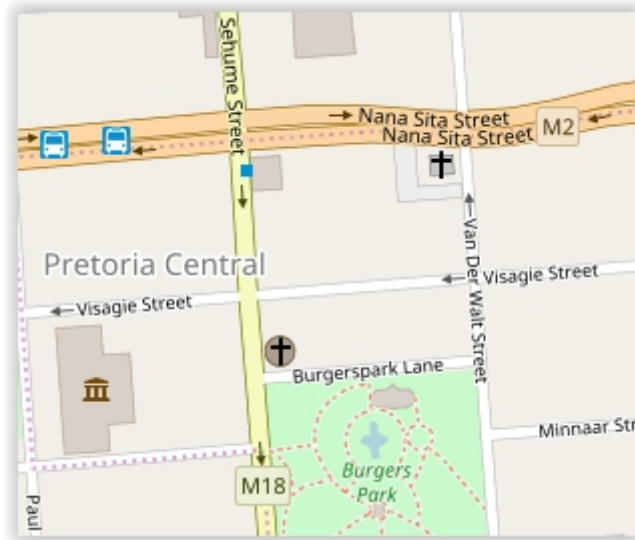 Sehume Street
Nana Sita Street
Nana Sita Street
M2
Pretoria Central
Van Der Walt Street
Visagie Street
Visagie Street
Burgerspark Lane
Minnaar Str
Burgers
Park
M18
Paul